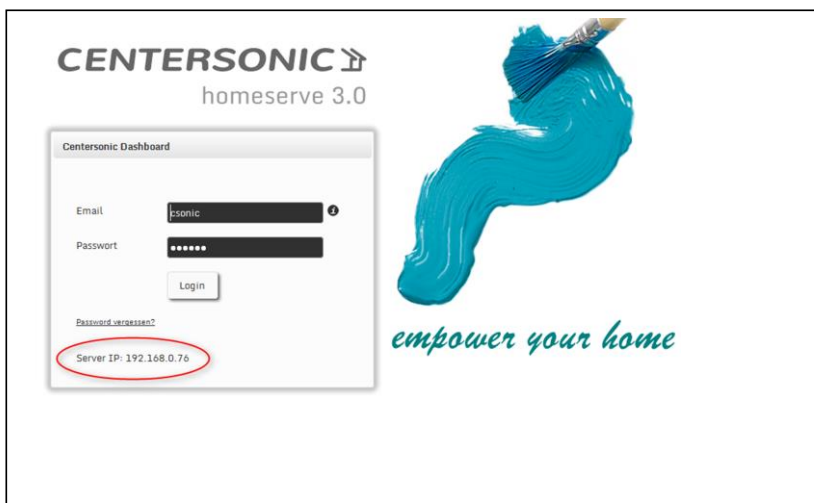 CENTERSONIC
homeserve 3.0
Centersonic Dashboard
Email csonic
Passwort ●●●●●●
Login
Password vergessen?
Server IP: 192.168.0.76
empower your home